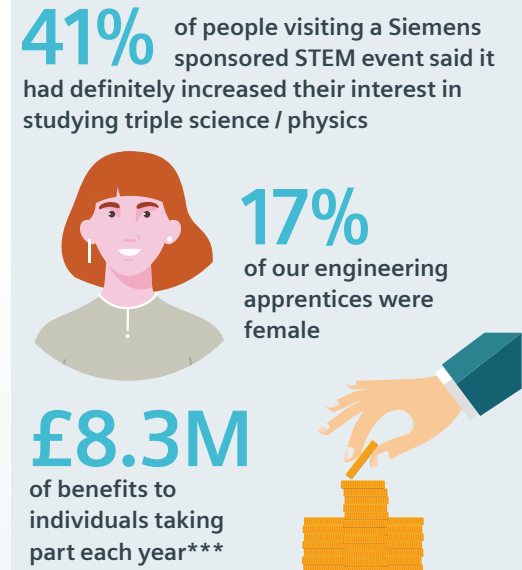 41% of people visiting a Siemens
sponsored STEM event said it
had definitely increased their interest in
studying triple science / physics
17%
of our engineering
apprentices were
female
£8.3M
of benefits to
individuals taking
part each year***